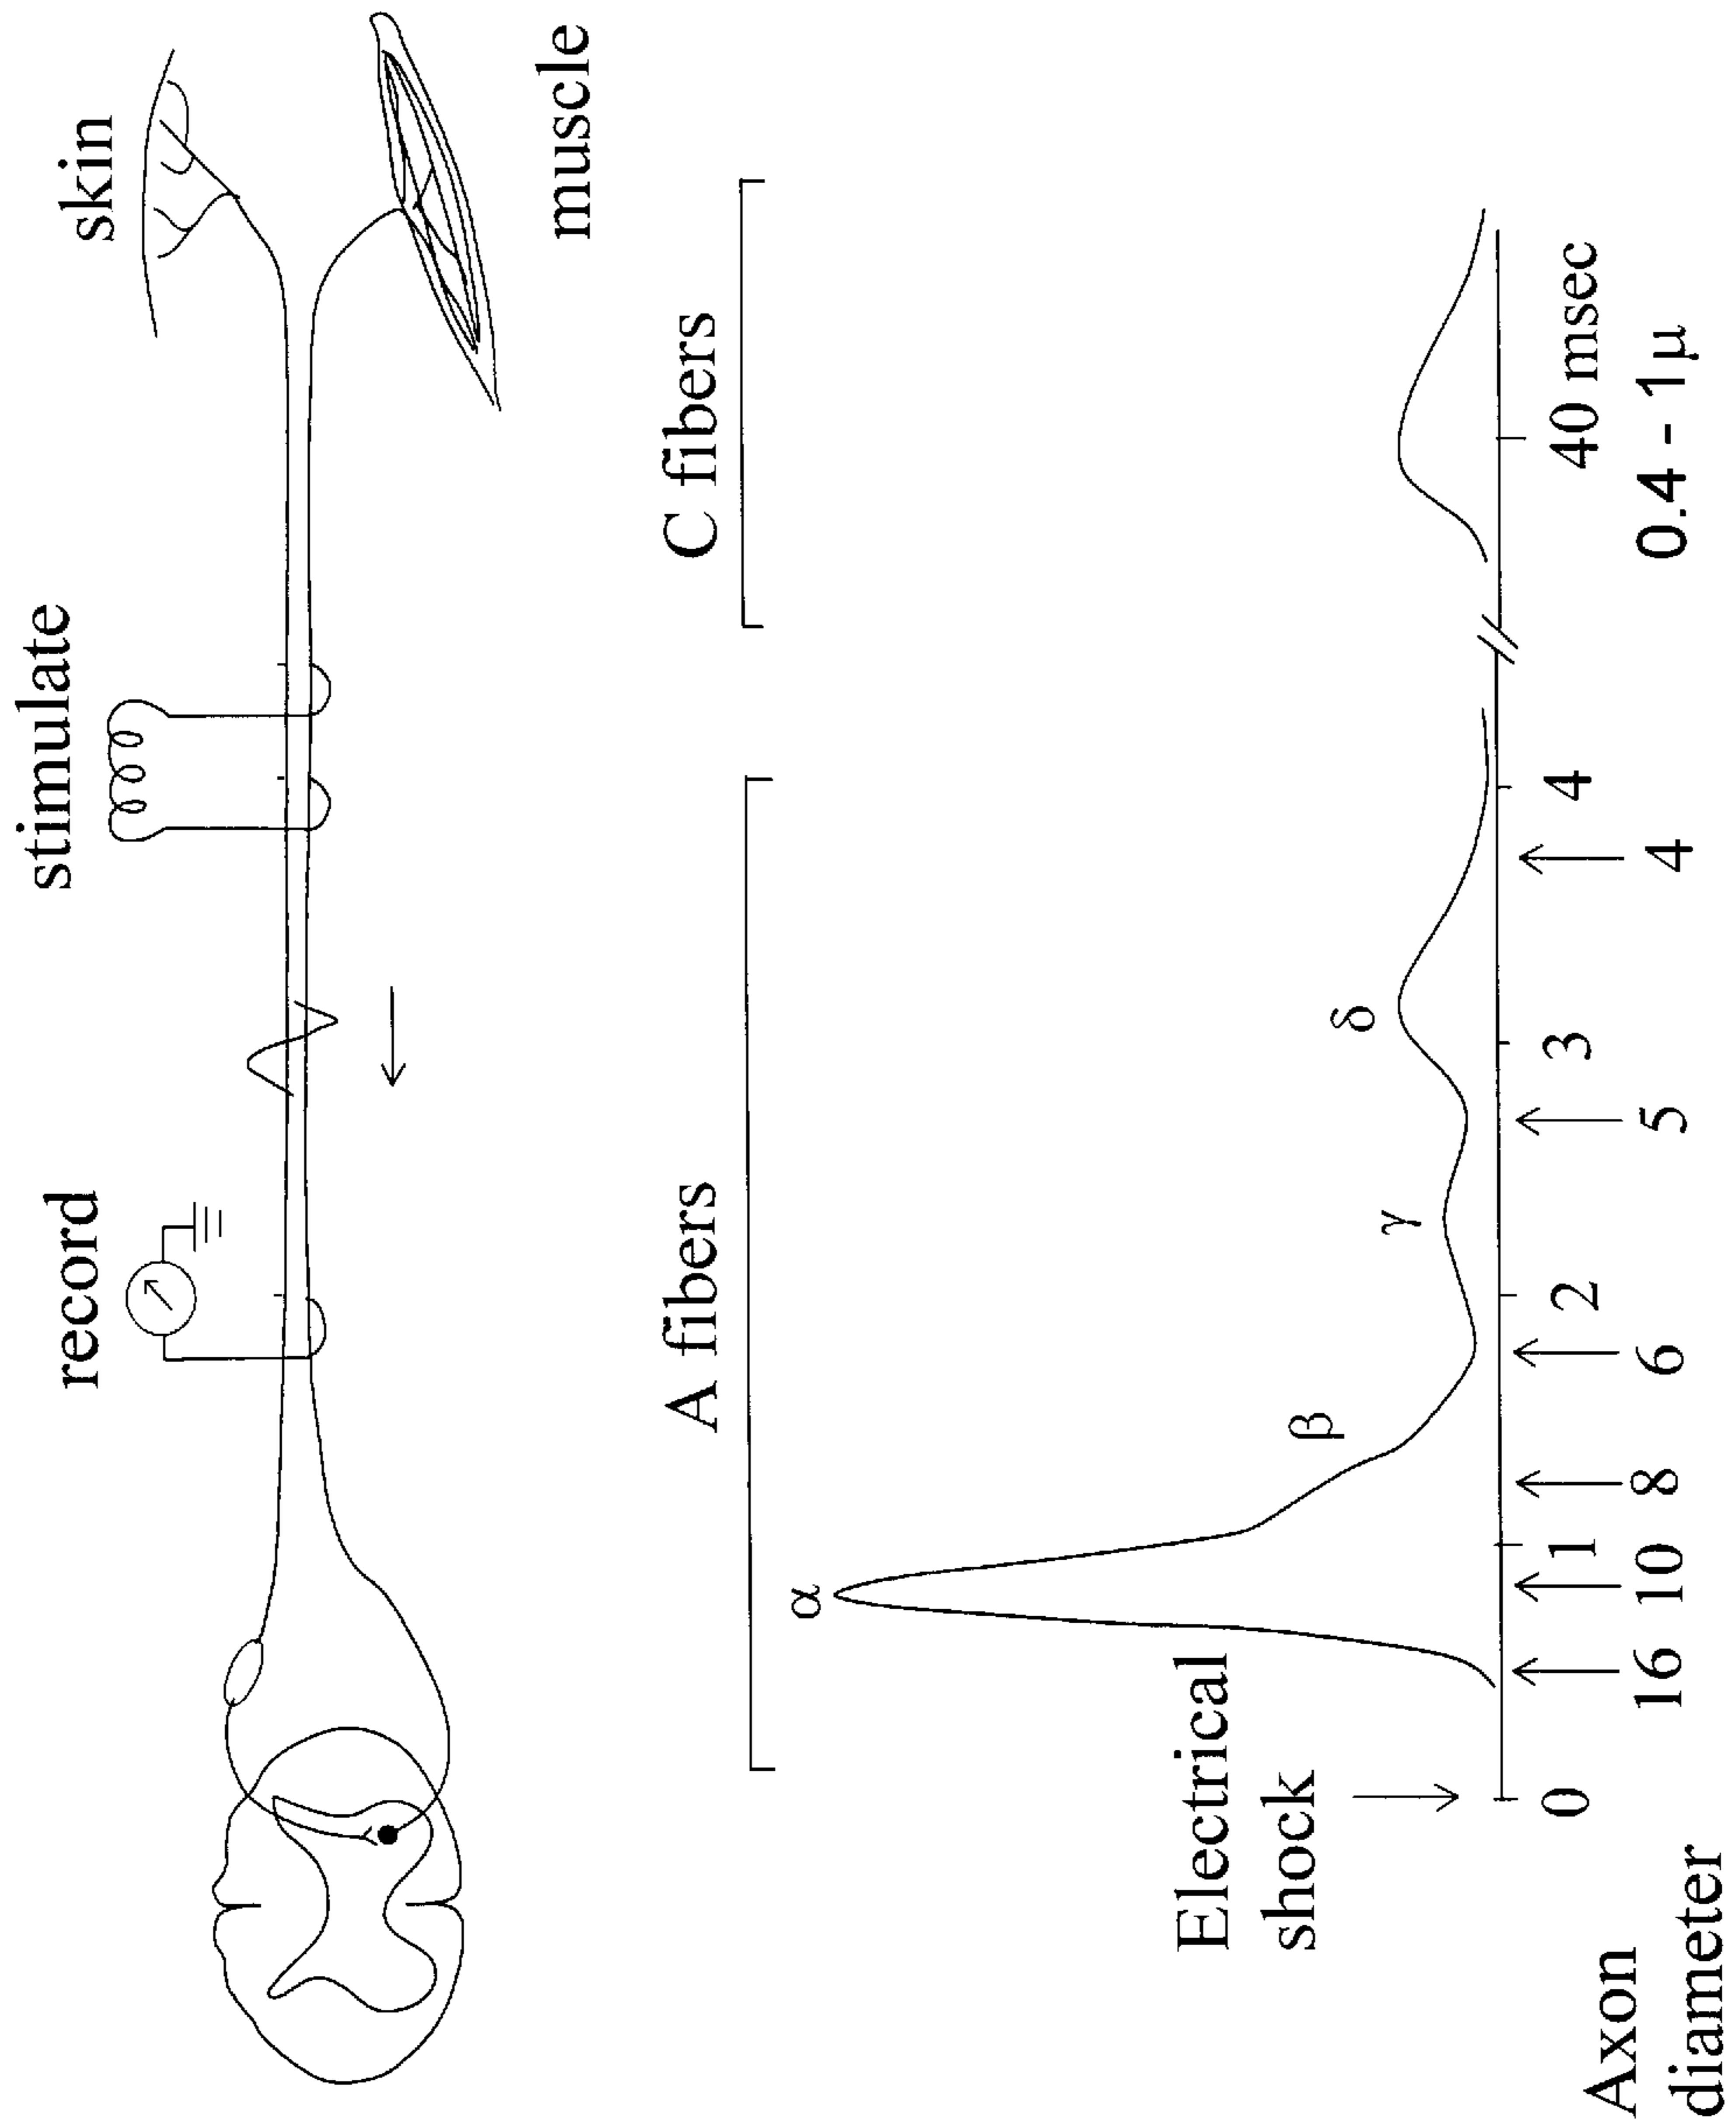 stimulate
record
skin
muscle
A fibers
C fibers
α
β
γ
δ
Electrical
shock
0 1 2 3 4 40 msec
Axon
diameter
16 10 8 6 5 4 0.4 - 1µ